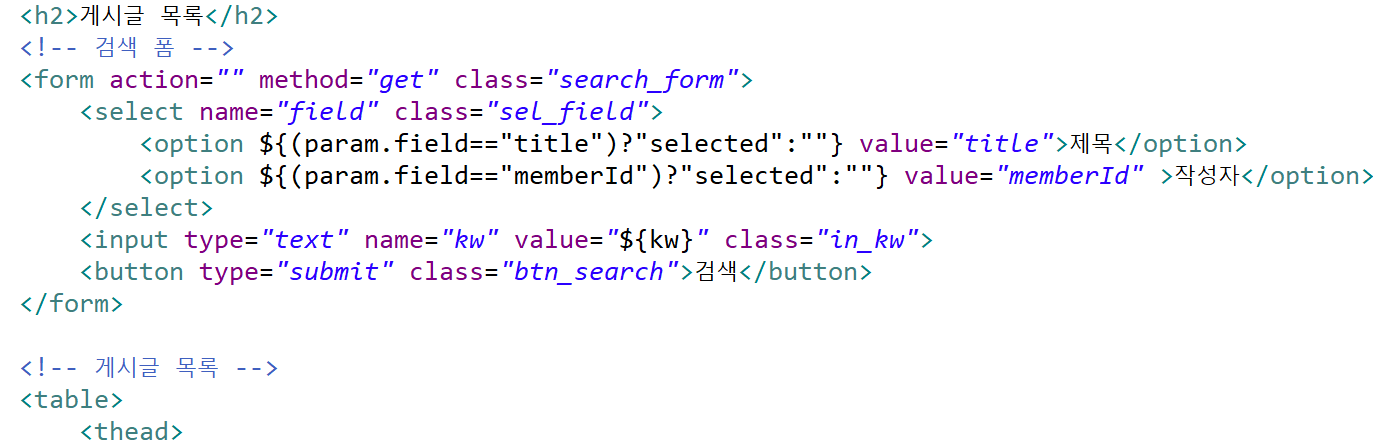 <h2>게시글 목록</h2>
<!-- 검색 폼 -->
<form action="" method="get" class="search_form">
    <select name="field" class="sel_field">
        <option ${(param.field=="title")?"selected":""} value="title">제목</option>
        <option ${(param.field=="memberId")?"selected":""} value="memberId" >작성자</option>
    </select>
    <input type="text" name="kw" value="${kw}" class="in_kw">
    <button type="submit" class="btn_search">검색</button>
</form>

<!-- 게시글 목록 -->
<table>
    <thead>